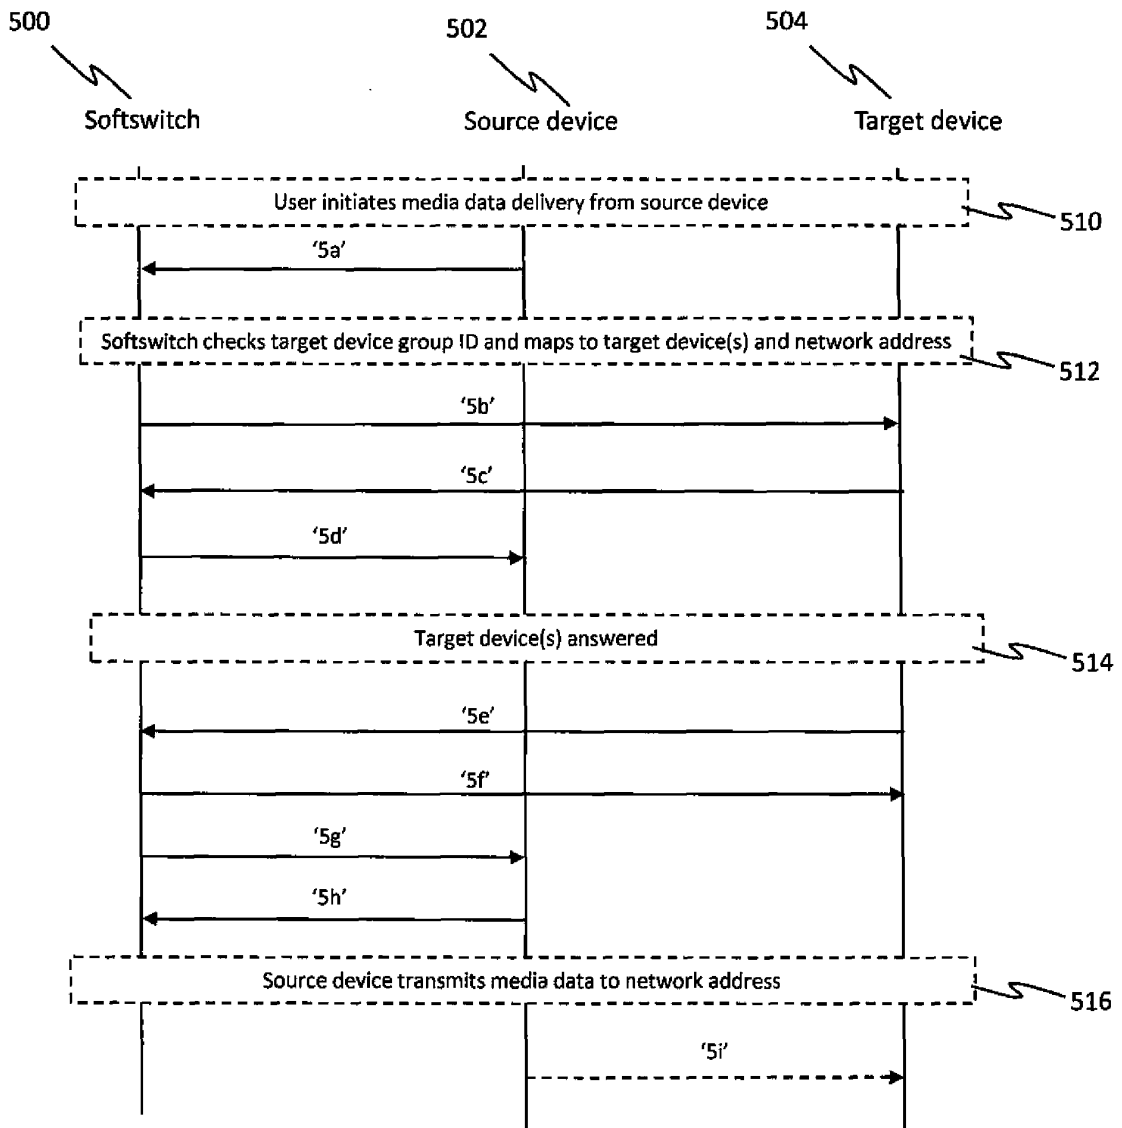 500
502
504
Softswitch
Source device
Target device
User initiates media data delivery from source device
510
‘5a’
Softswitch checks target device group ID and maps to target device(s) and network address
512
‘5b’
‘5c’
‘5d’
Target device(s) answered
514
‘5e’
‘5f’
‘5g’
‘5h’
Source device transmits media data to network address
516
‘5i’